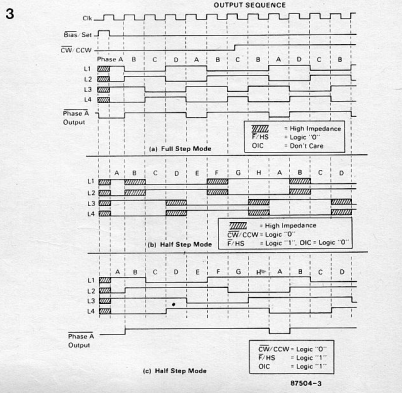 3
OUTPUT SEQUENCE
Clk
Bias/Set
CW/CCW
Phase A B C D A D C B A D B
L1
L2
L3
L4
Phase A
Output
= High Impedance
F/HS = Logic "0"
OIC = Don't Care
(a) Full Step Mode
A B C D E F G H A B C D
L1
L2
L3
L4
= High Impedance
CW/CCW = Logic "0"
F/HS = Logic "1", OIC = Logic "0"
(b) Half Step Mode
A B C D E F G H A B C D
L1
L2
L3
L4
Phase A
Output
CW/CCW = Logic "0"
F/HS = Logic "1"
OIC = Logic "1"
(c) Half Step Mode
87504-3